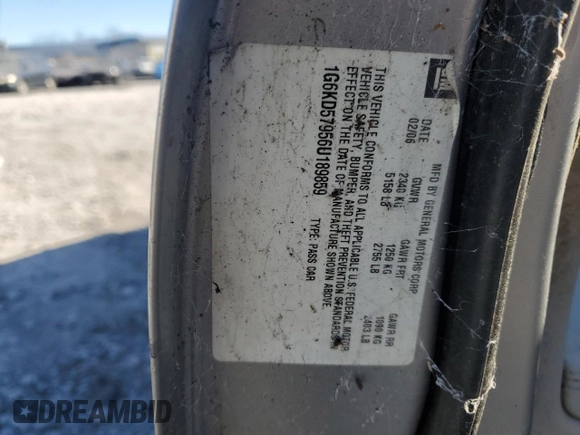 MFD BY GENERAL MOTORS CORP
DATE GVWR GAWR FRT GAWR RR
02/06 2340 KG 1250 KG 1090 KG
5158 LB 2756 LB 2403 LB
THIS VEHICLE CONFORMS TO ALL APPLICABLE U.S. FEDERAL MOTOR
VEHICLE SAFETY, BUMPER, AND THEFT PREVENTION STANDARDS IN
EFFECT ON THE DATE OF MANUFACTURE SHOWN ABOVE.
1G6KD57956U189859 TYPE: PASS CAR
DREAMBID